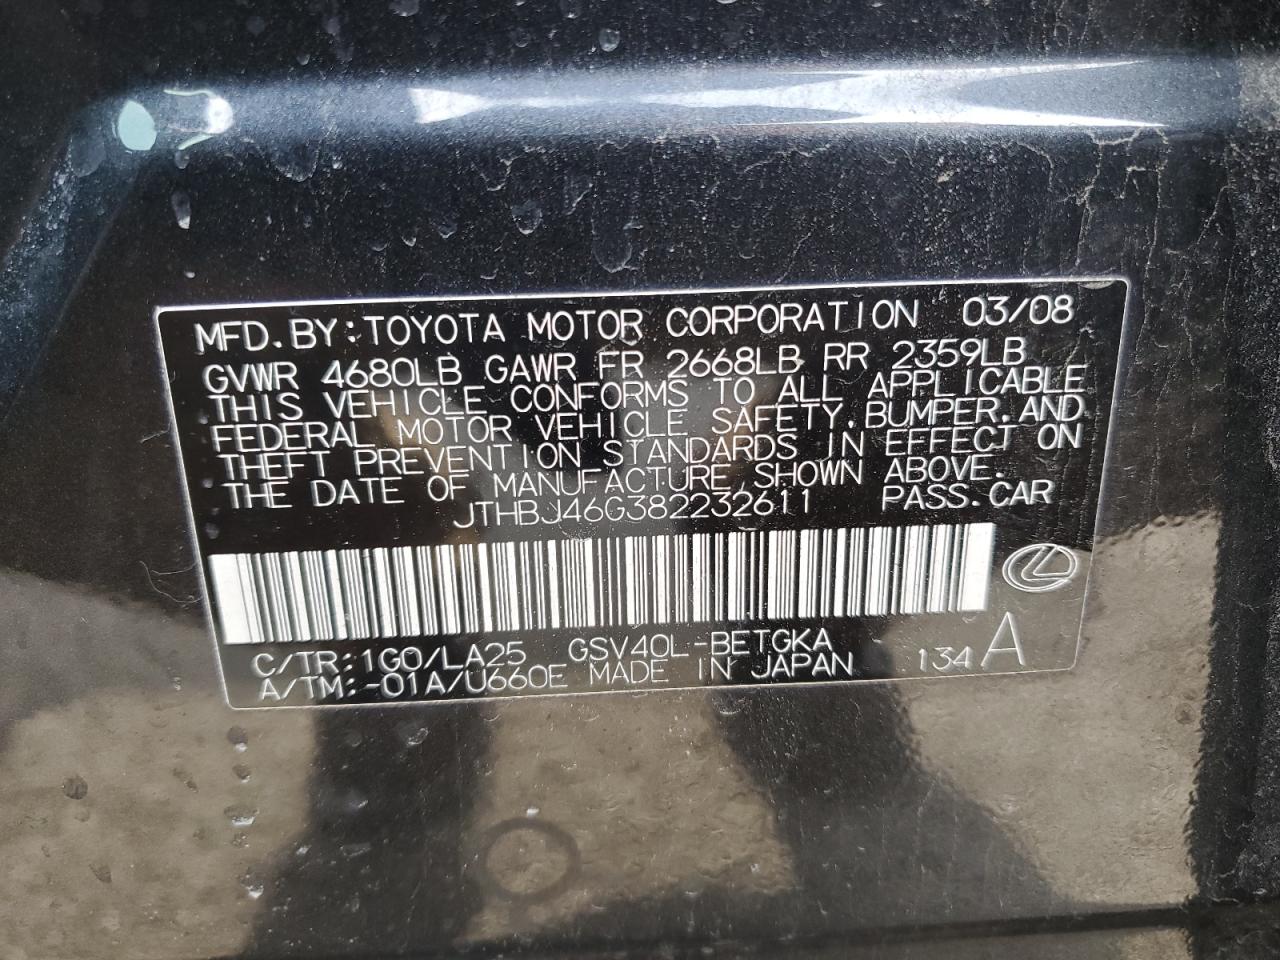 MFD. BY: TOYOTA MOTOR CORPORATION 03/08
GVWR 4680LB GAWR FR 2668LB RR 2359LB
THIS VEHICLE CONFORMS TO ALL APPLICABLE
FEDERAL MOTOR VEHICLE SAFETY, BUMPER, AND
THEFT PREVENTION STANDARDS IN EFFECT ON
THE DATE OF MANUFACTURE SHOWN ABOVE.
JTHBJ46G382232611 PASS. CAR
C/TR: 1G0/LA25 GSV40L-BETGKA
A/TM: -01A/U660E MADE IN JAPAN 134 A